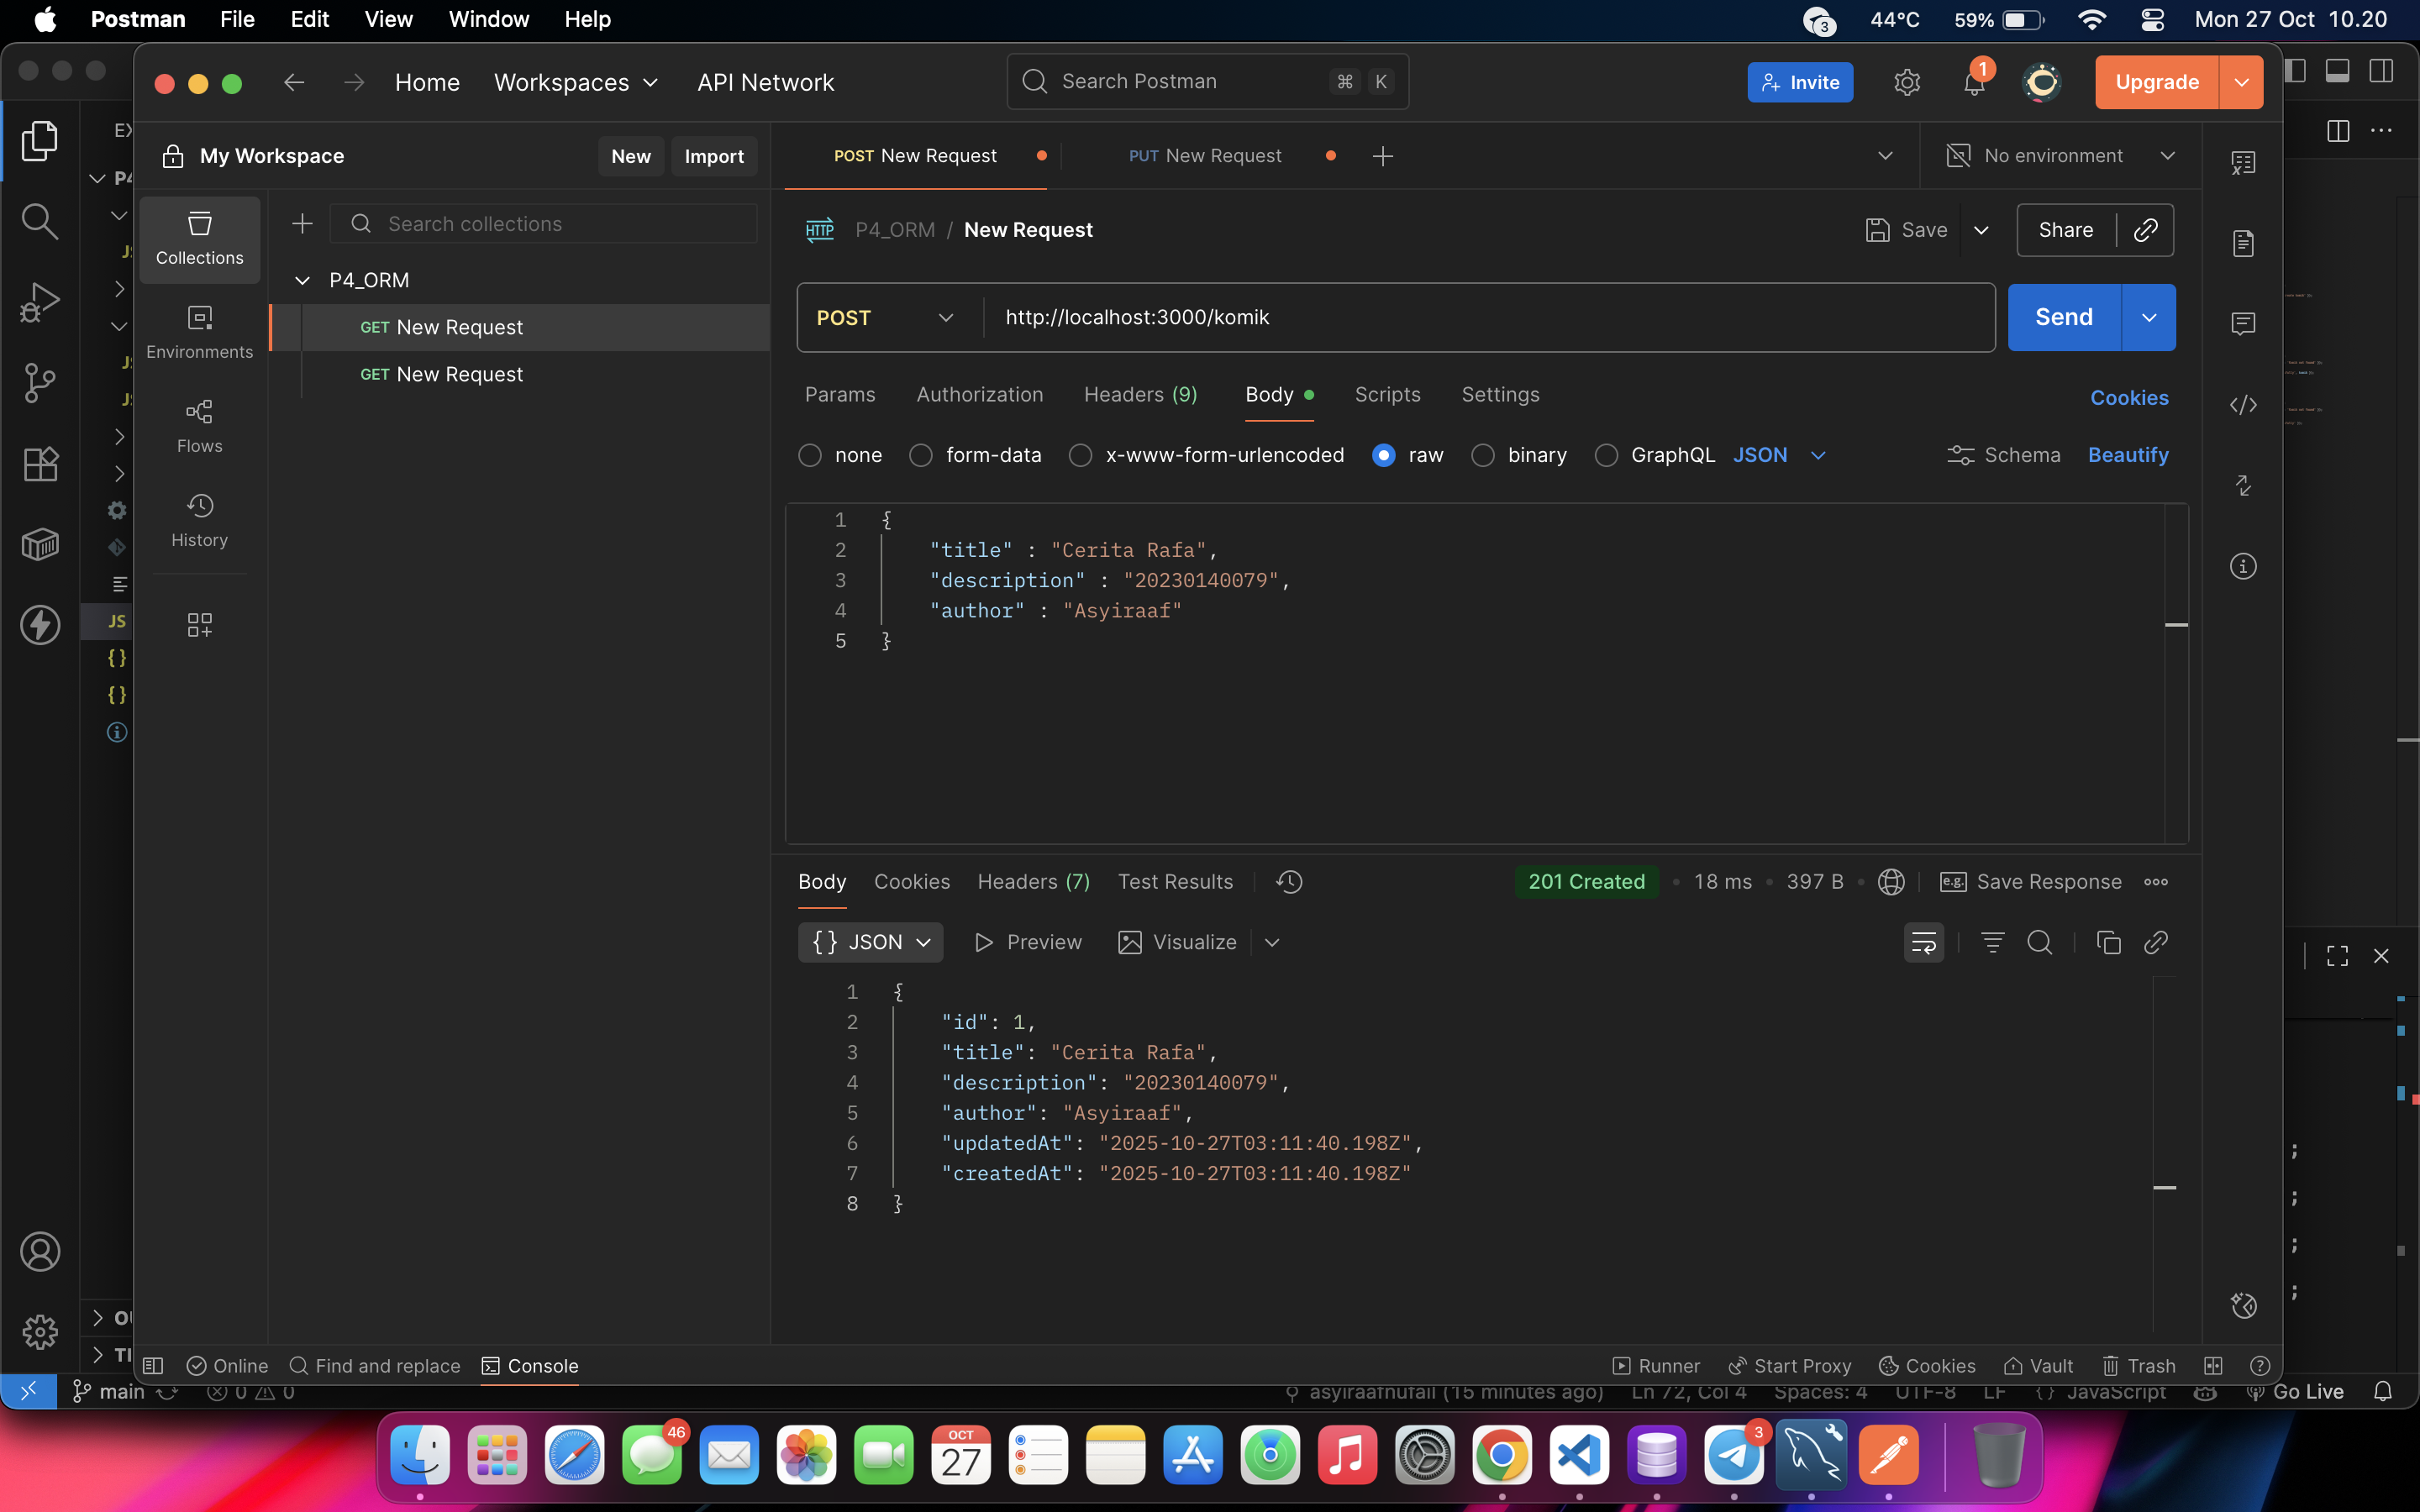 Postman File Edit View Window Help 3 44°C 59% Mon 27 Oct 10.20
Home Workspaces API Network Search Postman ⌘ K Invite 1 Upgrade
My Workspace New Import POST New Request PUT New Request No environment
Search collections HTTP P4_ORM / New Request Save Share
Collections
P4_ORM
GET New Request POST http://localhost:3000/komik Send
Environments
GET New Request
Params Authorization Headers (9) Body Scripts Settings Cookies
Flows
none form-data x-www-form-urlencoded raw binary GraphQL JSON Schema Beautify
History
1 {
2 "title" : "Cerita Rafa",
3 "description" : "20230140079",
4 "author" : "Asyiraaf"
5 }
JS
{}
{}
Body Cookies Headers (7) Test Results 201 Created • 18 ms • 397 B e.g. Save Response
{} JSON Preview Visualize
1 {
2 "id": 1,
3 "title": "Cerita Rafa",
4 "description": "20230140079",
5 "author": "Asyiraaf",
6 "updatedAt": "2025-10-27T03:11:40.198Z",
7 "createdAt": "2025-10-27T03:11:40.198Z"
8 }
;
;
;
;
Online Find and replace Console Runner Start Proxy Cookies Vault Trash
main 0 0 asyiraafnufail (15 minutes ago) Ln 72, Col 4 Spaces: 4 UTF-8 LF {} JavaScript Go Live
46 OCT 27 3